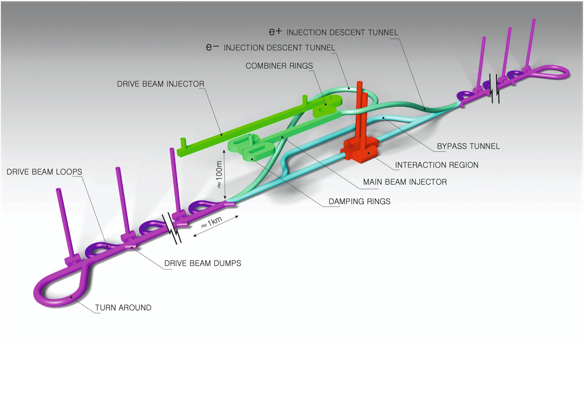 e+ INJECTION DESCENT TUNNEL
e− INJECTION DESCENT TUNNEL
COMBINER RINGS
DRIVE BEAM INJECTOR
BYPASS TUNNEL
INTERACTION REGION
DRIVE BEAM LOOPS
≈100m
MAIN BEAM INJECTOR
DAMPING RINGS
≈1km
DRIVE BEAM DUMPS
TURN AROUND